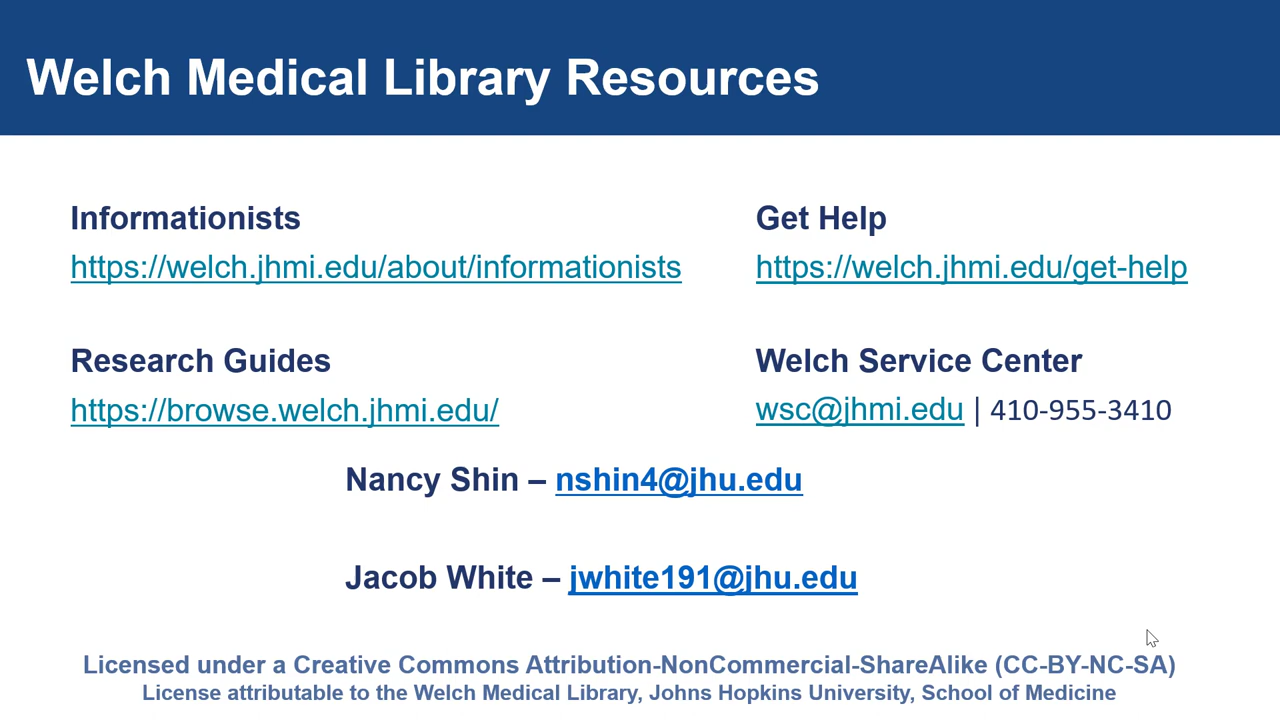 Welch Medical Library Resources
Informationists
https://welch.jhmi.edu/about/informationists
Research Guides
https://browse.welch.jhmi.edu/
Get Help
https://welch.jhmi.edu/get-help
Welch Service Center
wsc@jhmi.edu | 410-955-3410
Nancy Shin – nshin4@jhu.edu
Jacob White – jwhite191@jhu.edu
Licensed under a Creative Commons Attribution-NonCommercial-ShareAlike (CC-BY-NC-SA)
License attributable to the Welch Medical Library, Johns Hopkins University, School of Medicine